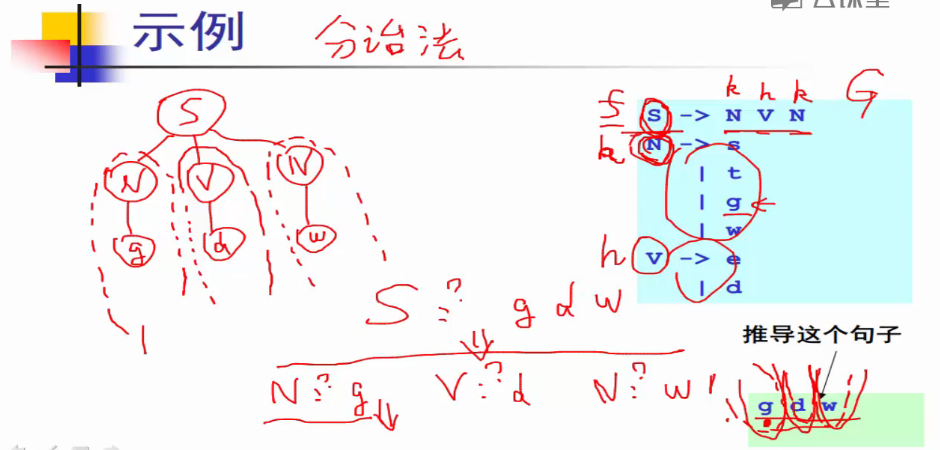 示例 分治法
f S -> N V N G
k h k
k N -> s
| t
| g
| w
h V -> e
| d
S
N V N
g d w
S =? g d w
N =? g V =? d N =? w
推导这个句子
g d w